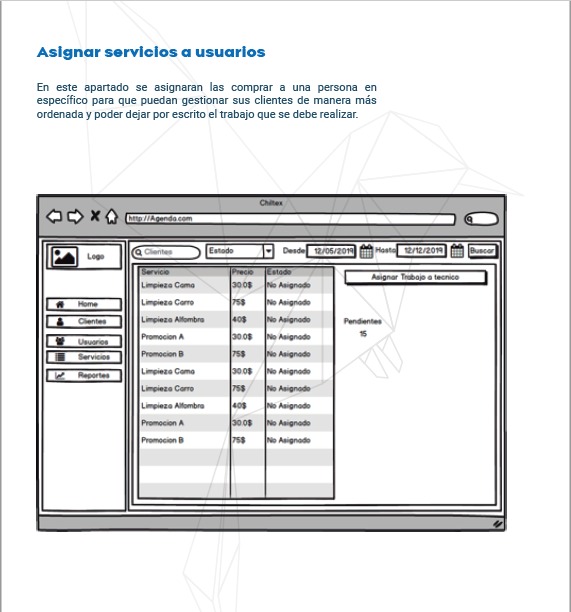 Asignar servicios a usuarios
En este apartado se asignaran las comprar a una persona en
específico para que puedan gestionar sus clientes de manera más
ordenada y poder dejar por escrito el trabajo que se debe realizar.
Chiltex
http://Agenda.com
Logo
Clientes
Estado
Desde 12/05/2019 Hasta 12/12/2019 Buscar
Home
Clientes
Usuarios
Servicios
Reportes
Servicio Precio Estado
Limpieza Cama 30.0$ No Asignado
Limpieza Carro 75$ No Asignado
Limpieza Alfombra 40$ No Asignado
Promocion A 30.0$ No Asignado
Promocion B 75$ No Asignado
Limpieza Cama 30.0$ No Asignado
Limpieza Carro 75$ No Asignado
Limpieza Alfombra 40$ No Asignado
Promocion A 30.0$ No Asignado
Promocion B 75$ No Asignado
Asignar Trabajo a tecnico
Pendientes
15